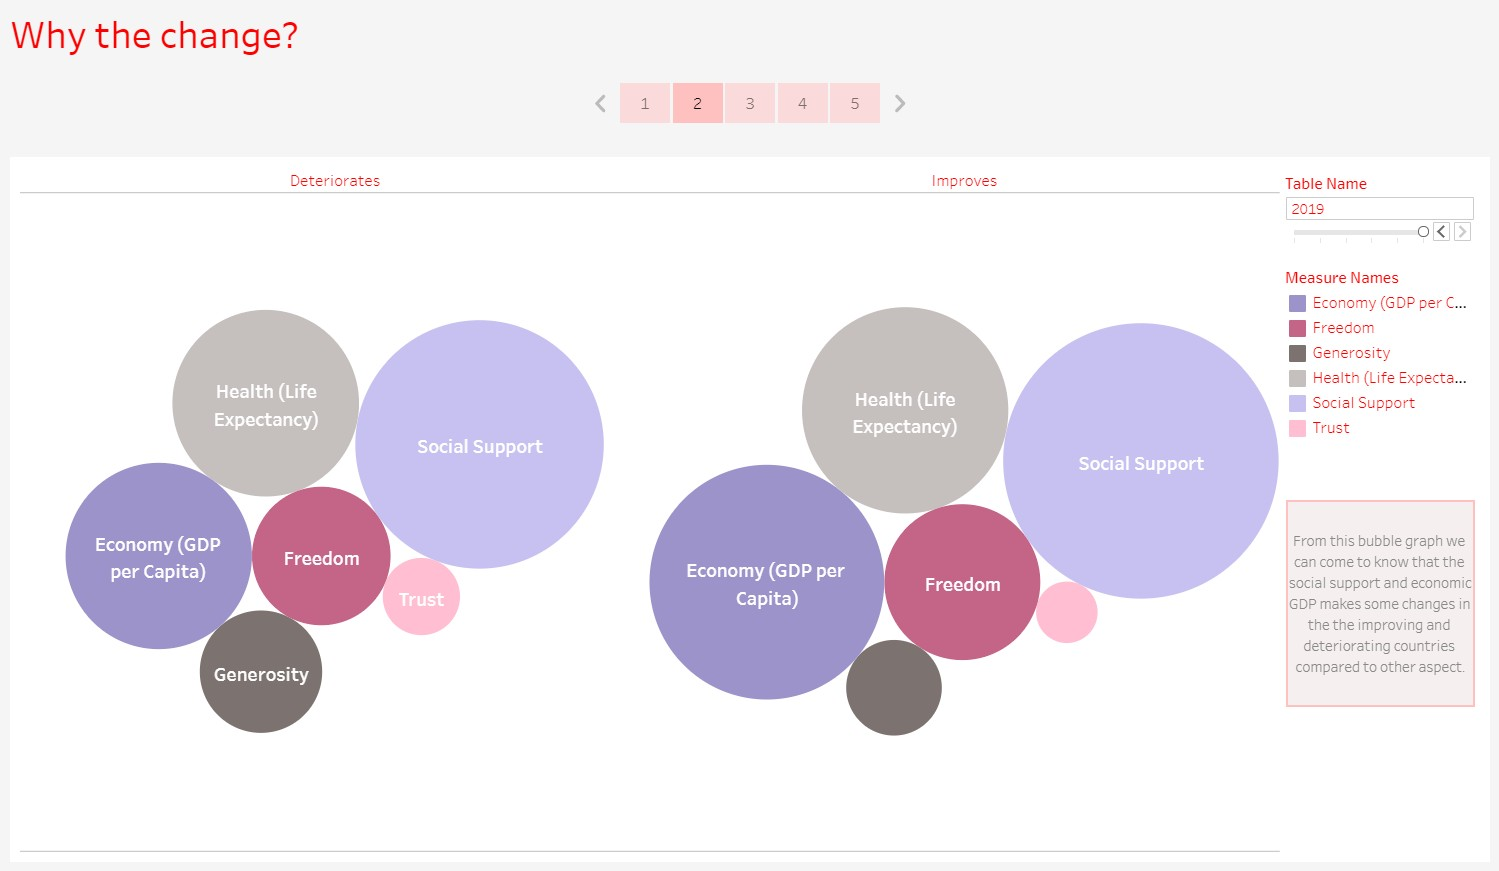 Why the change?
1 2 3 4 5
Deteriorates
Improves
Table Name
2019
Measure Names
Economy (GDP per C...
Freedom
Generosity
Health (Life Expecta...
Social Support
Trust
Health (Life
Expectancy)
Social Support
Economy (GDP
per Capita)
Freedom
Trust
Generosity
Health (Life
Expectancy)
Social Support
Economy (GDP per
Capita)
Freedom
From this bubble graph we
can come to know that the
social support and economic
GDP makes some changes in
the the improving and
deteriorating countries
compared to other aspect.